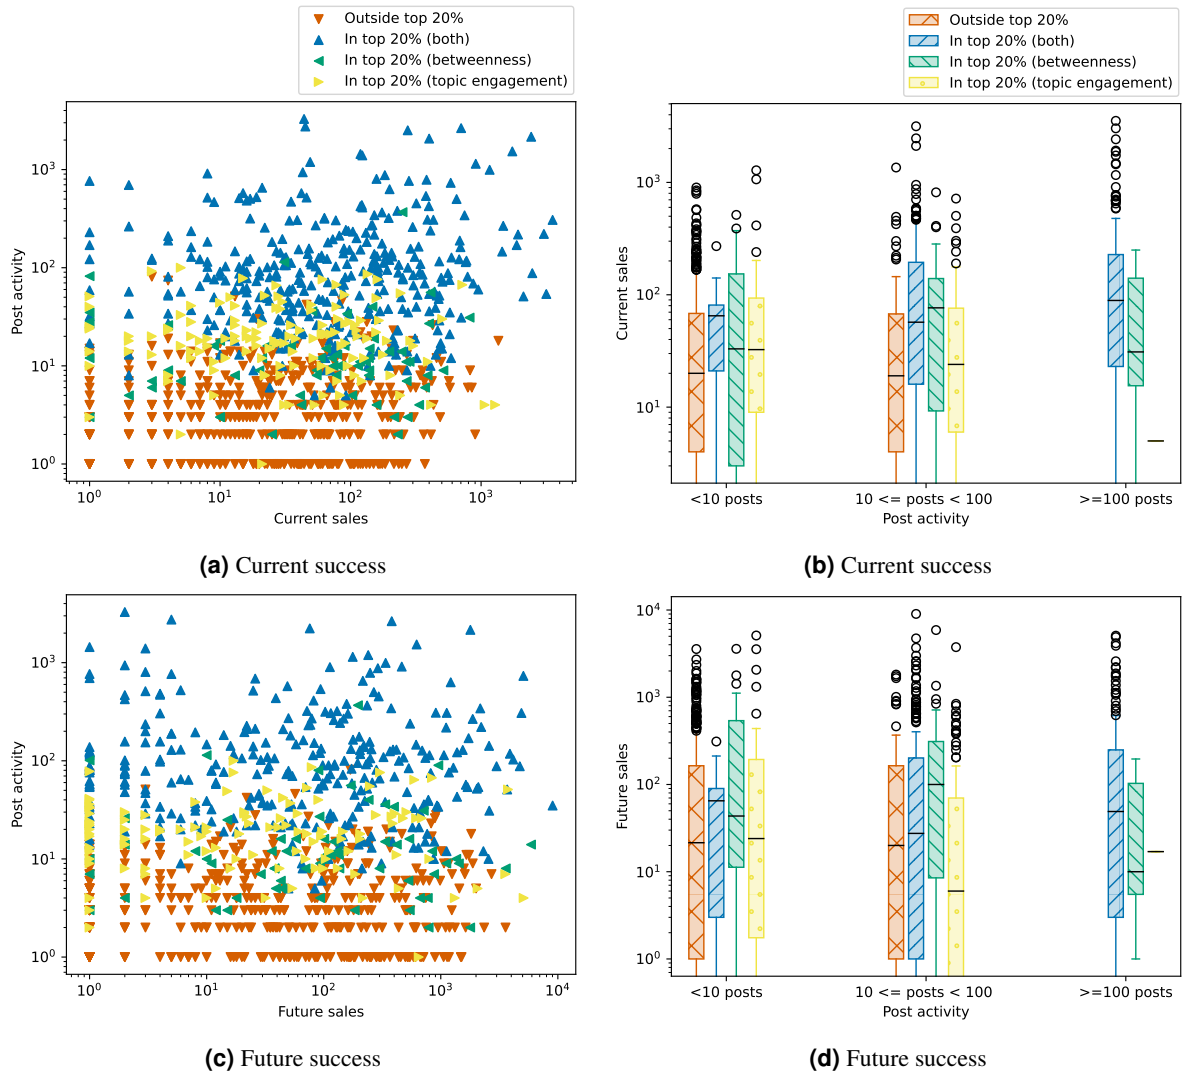 Outside top 20%
In top 20% (both)
In top 20% (betweenness)
In top 20% (topic engagement)
Post activity
10³
10²
10¹
10⁰
10⁰ 10¹ 10² 10³
Current sales
(a) Current success
Outside top 20%
In top 20% (both)
In top 20% (betweenness)
In top 20% (topic engagement)
Current sales
10³
10²
10¹
<10 posts 10 <= posts < 100 >=100 posts
Post activity
(b) Current success
Post activity
10³
10²
10¹
10⁰
10⁰ 10¹ 10² 10³ 10⁴
Future sales
(c) Future success
Future sales
10⁴
10³
10²
10¹
10⁰
<10 posts 10 <= posts < 100 >=100 posts
Post activity
(d) Future success